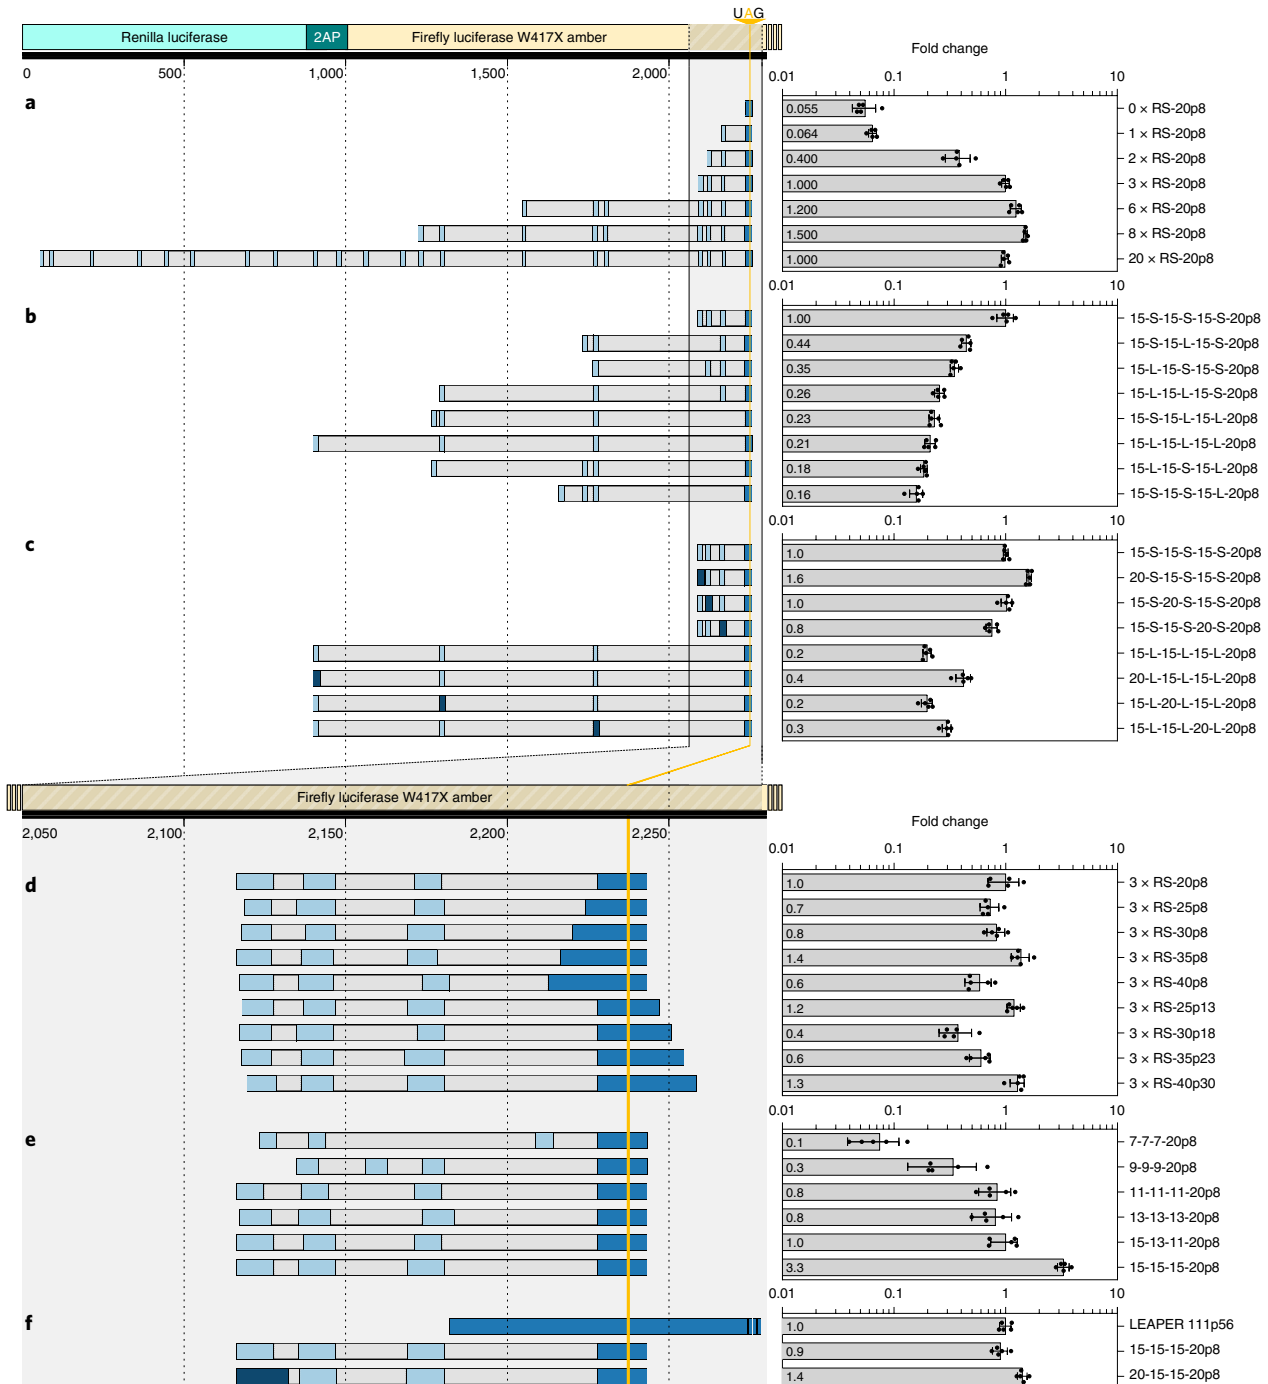 UAG
Renilla luciferase 2AP Firefly luciferase W417X amber
Fold change
0 500 1,000 1,500 2,000
0.01 0.1 1 10
a
0.055 0 × RS-20p8
0.064 1 × RS-20p8
0.400 2 × RS-20p8
1.000 3 × RS-20p8
1.200 6 × RS-20p8
1.500 8 × RS-20p8
1.000 20 × RS-20p8
0.01 0.1 1 10
b
1.00 15-S-15-S-15-S-20p8
0.44 15-S-15-L-15-S-20p8
0.35 15-L-15-S-15-S-20p8
0.26 15-L-15-L-15-S-20p8
0.23 15-S-15-L-15-L-20p8
0.21 15-L-15-L-15-L-20p8
0.18 15-L-15-S-15-L-20p8
0.16 15-S-15-S-15-L-20p8
0.01 0.1 1 10
c
1.0 15-S-15-S-15-S-20p8
1.6 20-S-15-S-15-S-20p8
1.0 15-S-20-S-15-S-20p8
0.8 15-S-15-S-20-S-20p8
0.2 15-L-15-L-15-L-20p8
0.4 20-L-15-L-15-L-20p8
0.2 15-L-20-L-15-L-20p8
0.3 15-L-15-L-20-L-20p8
Firefly luciferase W417X amber
Fold change
2,050 2,100 2,150 2,200 2,250
0.01 0.1 1 10
d
1.0 3 × RS-20p8
0.7 3 × RS-25p8
0.8 3 × RS-30p8
1.4 3 × RS-35p8
0.6 3 × RS-40p8
1.2 3 × RS-25p13
0.4 3 × RS-30p18
0.6 3 × RS-35p23
1.3 3 × RS-40p30
0.01 0.1 1 10
e
0.1 7-7-7-20p8
0.3 9-9-9-20p8
0.8 11-11-11-20p8
0.8 13-13-13-20p8
1.0 15-13-11-20p8
3.3 15-15-15-20p8
0.01 0.1 1 10
f
1.0 LEAPER 111p56
0.9 15-15-15-20p8
1.4 20-15-15-20p8